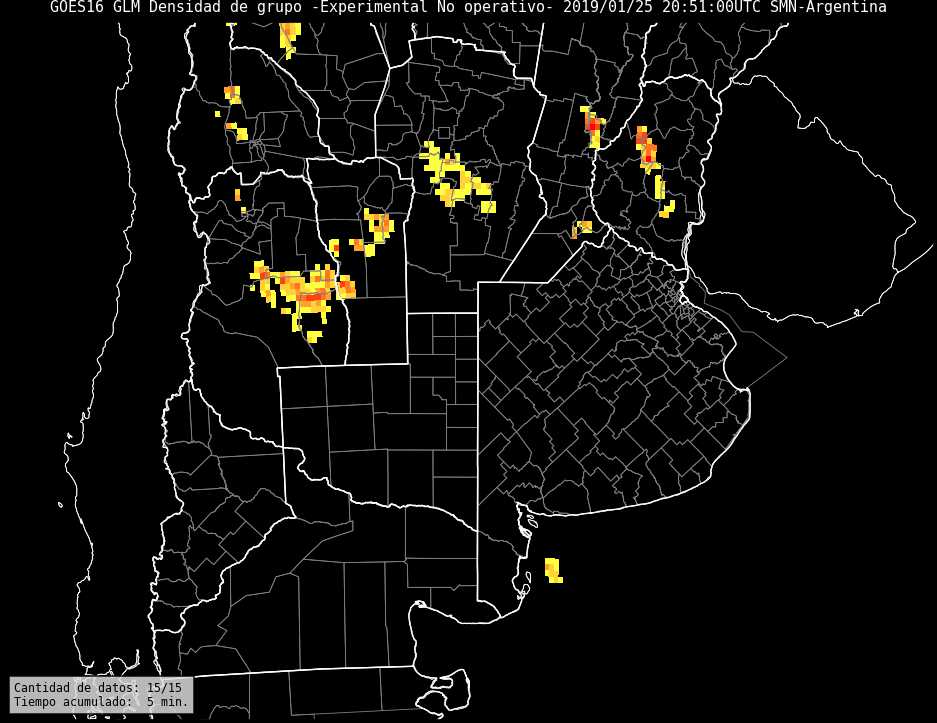 GOES16 GLM Densidad de grupo -Experimental No operativo- 2019/01/25 20:51:00UTC SMN-Argentina
Cantidad de datos: 15/15
Tiempo acumulado:  5 min.